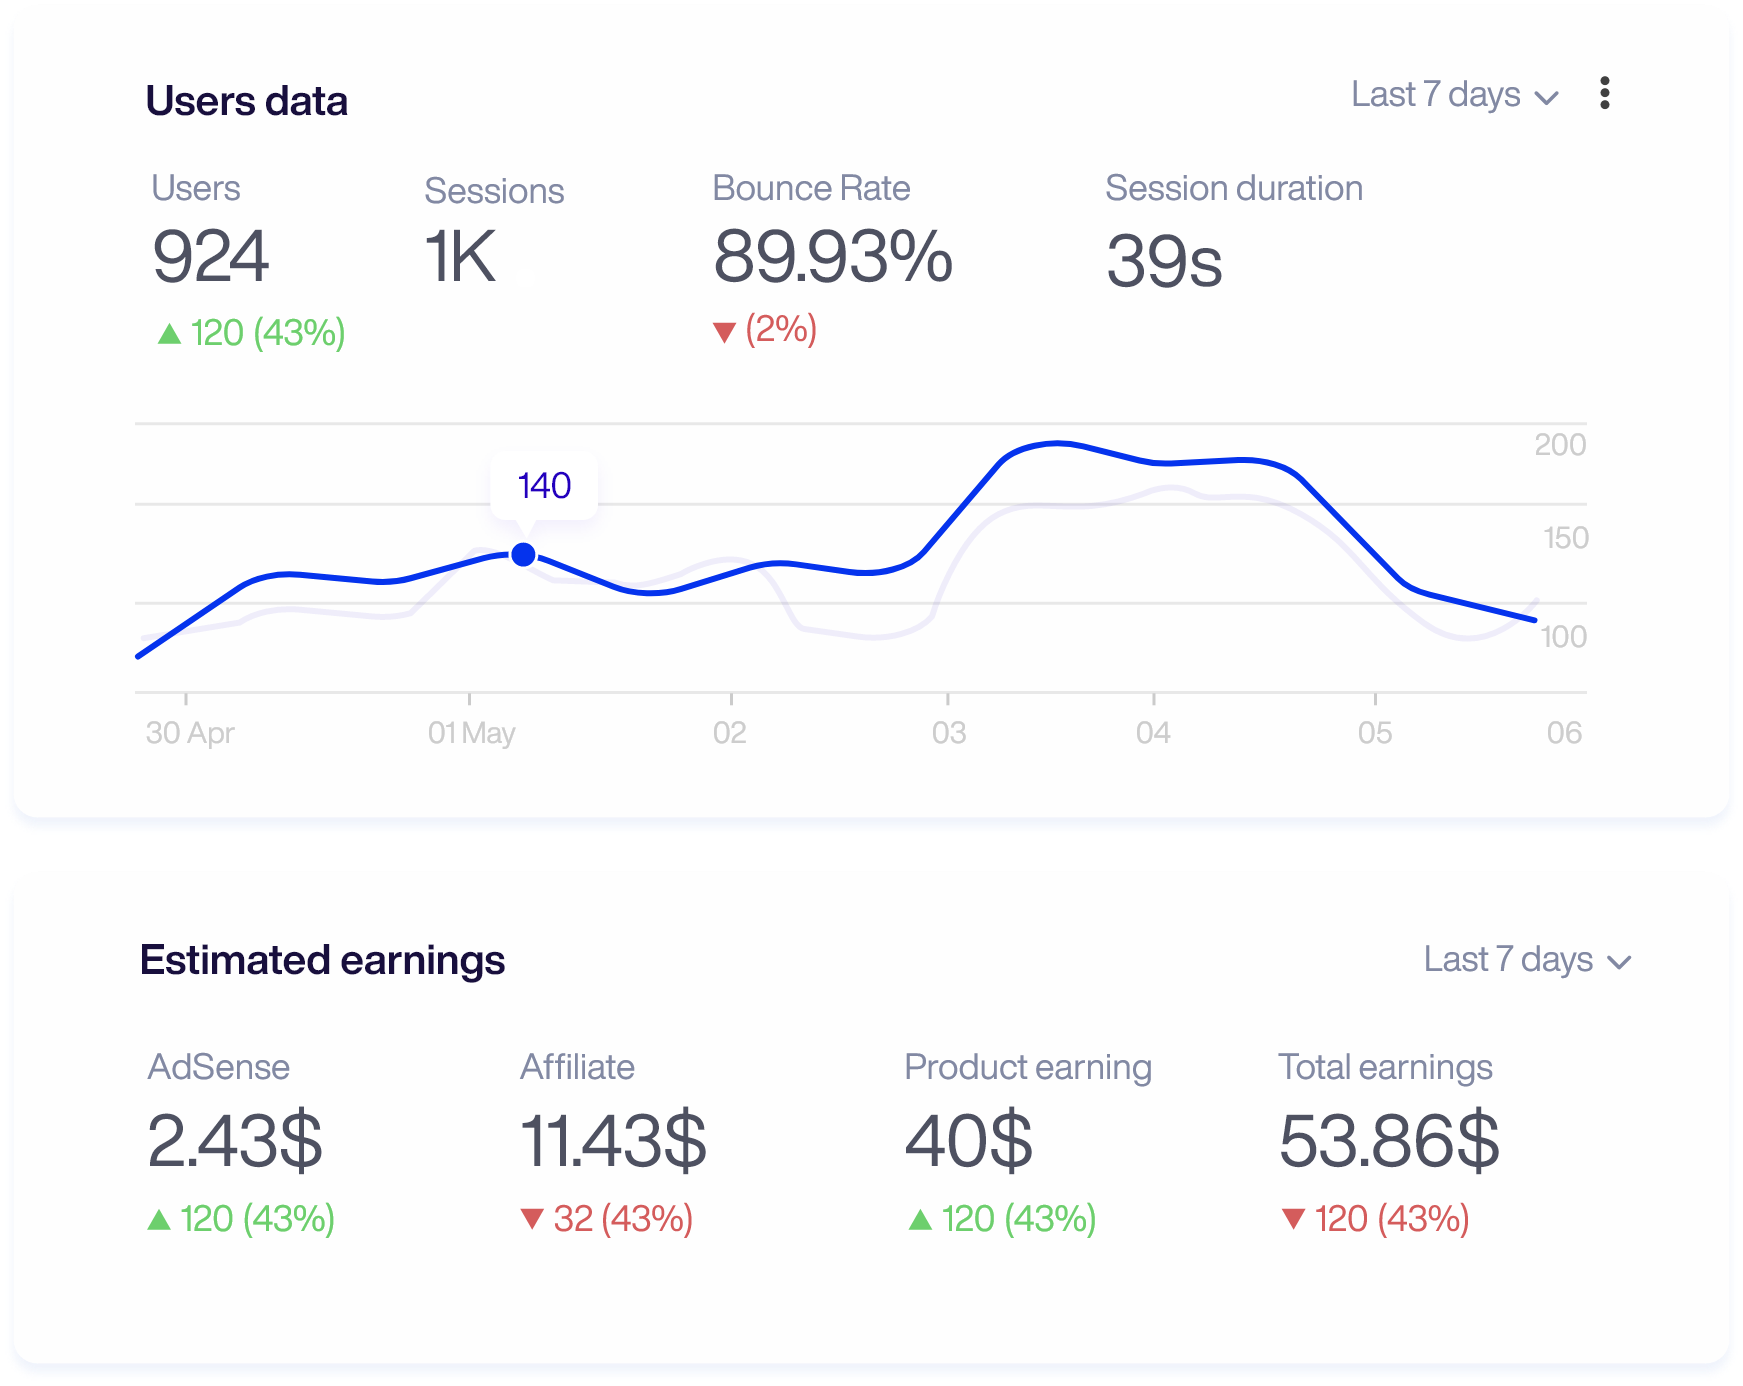 Users data
Last 7 days
Users
Sessions
Bounce Rate
Session duration
924
1K
89.93%
39s
120 (43%)
(2%)
200
140
150
100
30 Apr
01 May
02
03
04
05
06
Estimated earnings
Last 7 days
AdSense
Affiliate
Product earning
Total earnings
2.43$
11.43$
40$
53.86$
120 (43%)
32 (43%)
120 (43%)
120 (43%)